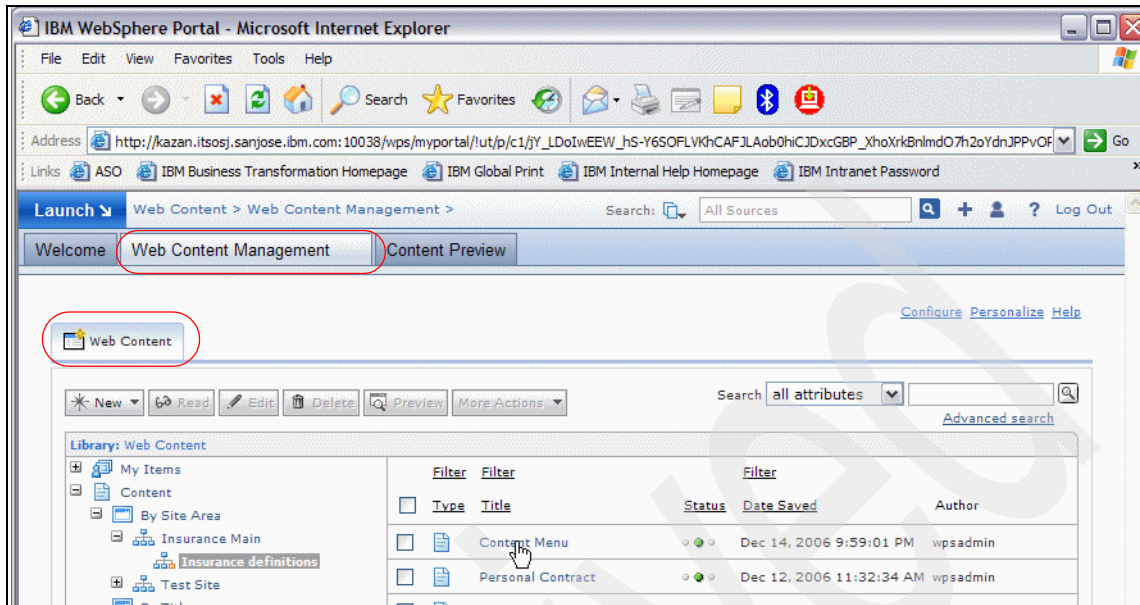 IBM WebSphere Portal - Microsoft Internet Explorer
File Edit View Favorites Tools Help
Back Search Favorites
Address http://kazan.itsosj.sanjose.ibm.com:10038/wps/myportal/!ut/p/c1/jY_LDoIwEEW_hS-Y6SOFLVKhCAFJLAob0hiCJDxcGBP_XhoXrkBnlmdO7h2oYdnJPPvOF Go
Links ASO IBM Business Transformation Homepage IBM Global Print IBM Internal Help Homepage IBM Intranet Password »
Launch Web Content > Web Content Management > Search: All Sources + ? Log Out
Welcome Web Content Management Content Preview
Configure Personalize Help
Web Content
New Read Edit Delete Preview More Actions Search all attributes
Advanced search
Library: Web Content
My Items Filter Filter Filter
Content
By Site Area Type Title Status Date Saved Author
Insurance Main Content Menu Dec 14, 2006 9:59:01 PM wpsadmin
Insurance definitions
Test Site Personal Contract Dec 12, 2006 11:32:34 AM wpsadmin